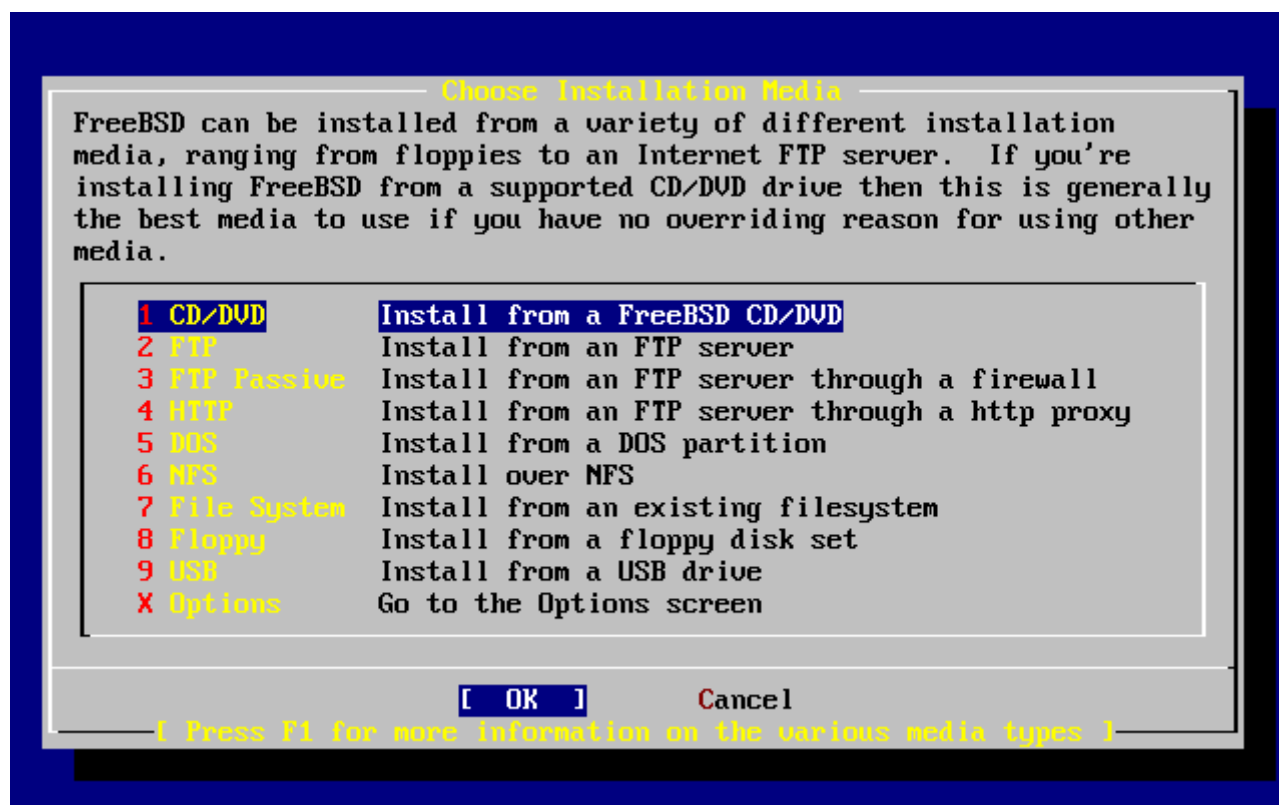 Choose Installation Media
FreeBSD can be installed from a variety of different installation
media, ranging from floppies to an Internet FTP server.  If you're
installing FreeBSD from a supported CD/DVD drive then this is generally
the best media to use if you have no overriding reason for using other
media.
1 CD/DVD Install from a FreeBSD CD/DVD
2 FTP Install from an FTP server
3 FTP Passive Install from an FTP server through a firewall
4 HTTP Install from an FTP server through a http proxy
5 DOS Install from a DOS partition
6 NFS Install over NFS
7 File System Install from an existing filesystem
8 Floppy Install from a floppy disk set
9 USB Install from a USB drive
X Options Go to the Options screen
[ OK ] Cancel
[ Press F1 for more information on the various media types ]